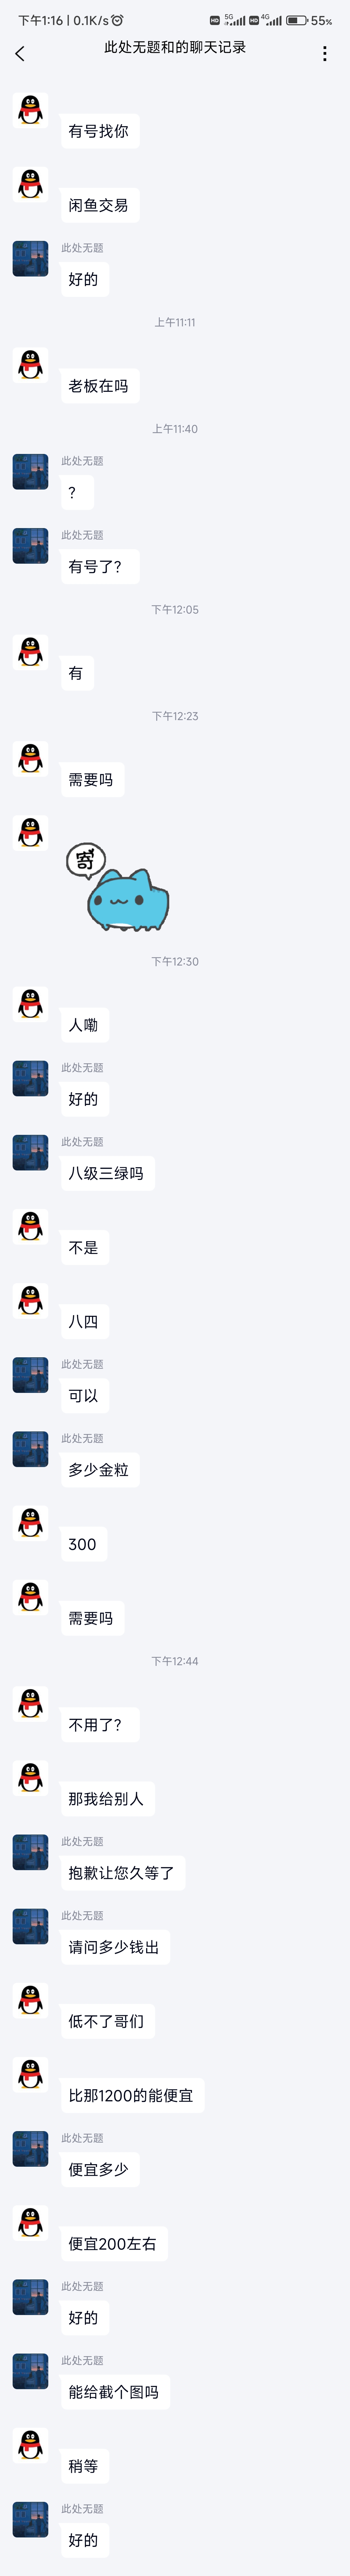 下午1:16 | 0.1K/s
HD 5G HD 4G 55%
此处无题和的聊天记录
有号找你
闲鱼交易
此处无题
好的
上午11:11
老板在吗
上午11:40
此处无题
？
此处无题
有号了？
下午12:05
有
下午12:23
需要吗
寄
下午12:30
人嘞
此处无题
好的
此处无题
八级三绿吗
不是
八四
此处无题
可以
此处无题
多少金粒
300
需要吗
下午12:44
不用了？
那我给别人
此处无题
抱歉让您久等了
此处无题
请问多少钱出
低不了哥们
比那1200的能便宜
此处无题
便宜多少
便宜200左右
此处无题
好的
此处无题
能给截个图吗
稍等
此处无题
好的